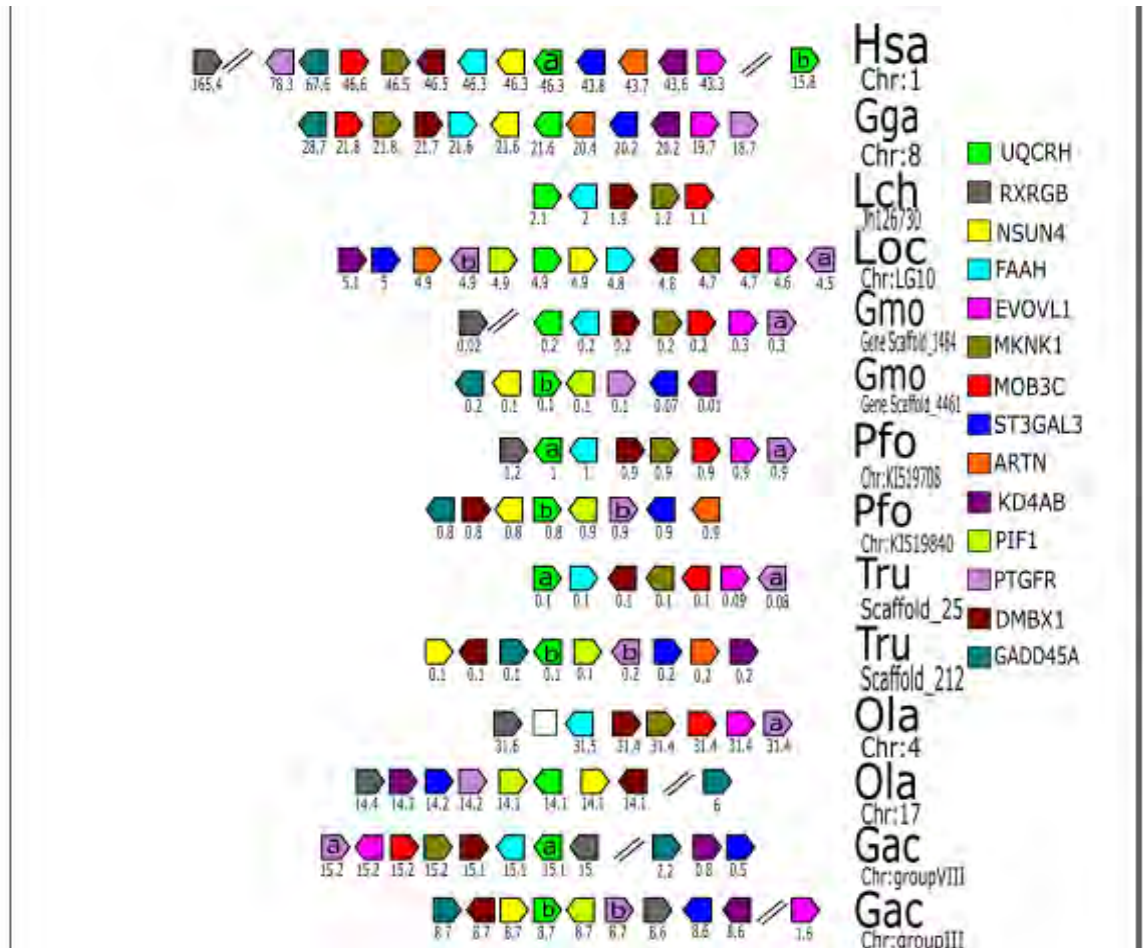 Hsa
a b
165.4 78.3 67.6 46.6 46.5 46.5 46.3 46.3 46.3 43.8 43.7 43.6 43.3 15.8
Chr:1
Gga
28.7 21.8 21.8 21.7 21.6 21.6 21.6 20.4 20.2 20.2 19.7 18.7
Chr:8
UQCRH
Lch
2.1 2 1.9 1.2 1.1
Jh126730
RXRGB
NSUN4
Loc
b a
5.1 5 4.9 4.9 4.9 4.9 4.9 4.8 4.8 4.7 4.7 4.6 4.5
Chr:LG10
FAAH
Gmo
a
0.02 0.2 0.2 0.2 0.2 0.2 0.3 0.3
Gene Scaffold_1484
EVOVL1
MKNK1
Gmo
b
0.2 0.1 0.1 0.1 0.1 0.07 0.01
Gene Scaffold_4461
MOB3C
ST3GAL3
Pfo
a a
1.2 1 1 0.9 0.9 0.9 0.9 0.9
Chr:KI519708
ARTN
KD4AB
Pfo
b b
0.8 0.8 0.8 0.8 0.9 0.9 0.9 0.9
Chr:KI519840
PIF1
Tru
a a
0.1 0.1 0.1 0.1 0.1 0.09 0.08
Scaffold_25
PTGFR
DMBX1
Tru
b b
0.1 0.1 0.1 0.1 0.1 0.2 0.2 0.2 0.2
Scaffold_212
GADD45A
Ola
a
31.6 31.5 31.4 31.4 31.4 31.4 31.4
Chr:4
Ola
14.4 14.3 14.2 14.2 14.1 14.1 14.1 14.1 6
Chr:17
Gac
a a
15.2 15.2 15.2 15.2 15.1 15.1 15.1 15 2.2 0.8 0.5
Chr:groupVIII
Gac
b b
8.7 8.7 8.7 8.7 8.7 8.7 8.6 8.6 8.6 1.6
Chr:groupIII